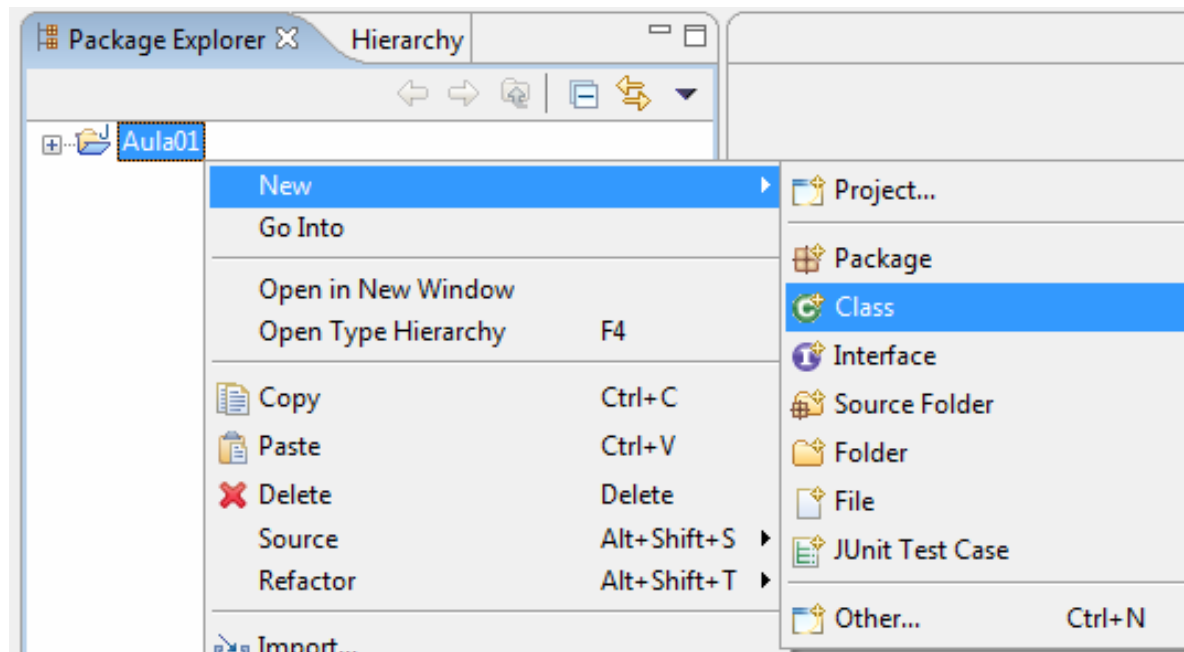 Package Explorer Hierarchy
Aula01
New
Go Into
Open in New Window
Open Type Hierarchy F4
Copy Ctrl+C
Paste Ctrl+V
Delete Delete
Source Alt+Shift+S
Refactor Alt+Shift+T
Import...
Project...
Package
Class
Interface
Source Folder
Folder
File
JUnit Test Case
Other... Ctrl+N